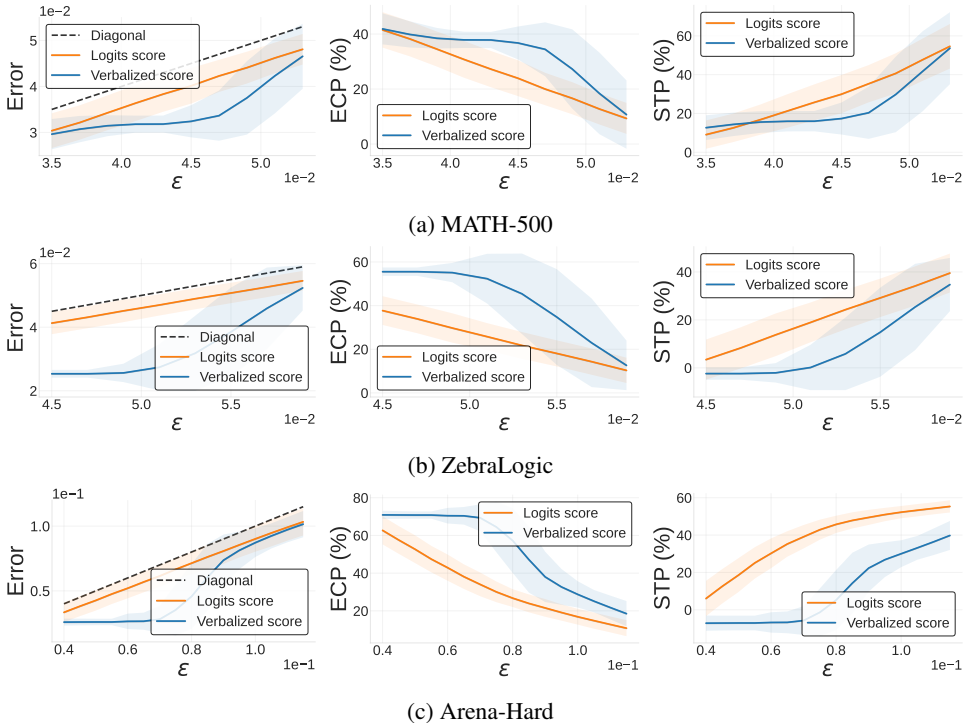 1e−2
Error
5
4
3
Diagonal
Logits score
Verbalized score
3.5 4.0 4.5 5.0
1e−2
ε
ECP (%)
40
20
0
Logits score
Verbalized score
3.5 4.0 4.5 5.0
1e−2
ε
STP (%)
60
40
20
0
Logits score
Verbalized score
3.5 4.0 4.5 5.0
1e−2
ε
(a) MATH-500
1e−2
Error
6
4
2
Diagonal
Logits score
Verbalized score
4.5 5.0 5.5
1e−2
ε
ECP (%)
60
40
20
0
Logits score
Verbalized score
4.5 5.0 5.5
1e−2
ε
STP (%)
40
20
0
Logits score
Verbalized score
4.5 5.0 5.5
1e−2
ε
(b) ZebraLogic
1e−1
Error
1.0
0.5
Diagonal
Logits score
Verbalized score
0.4 0.6 0.8 1.0
1e−1
ε
ECP (%)
80
60
40
20
Logits score
Verbalized score
0.4 0.6 0.8 1.0
1e−1
ε
STP (%)
60
40
20
0
Logits score
Verbalized score
0.4 0.6 0.8 1.0
1e−1
ε
(c) Arena-Hard